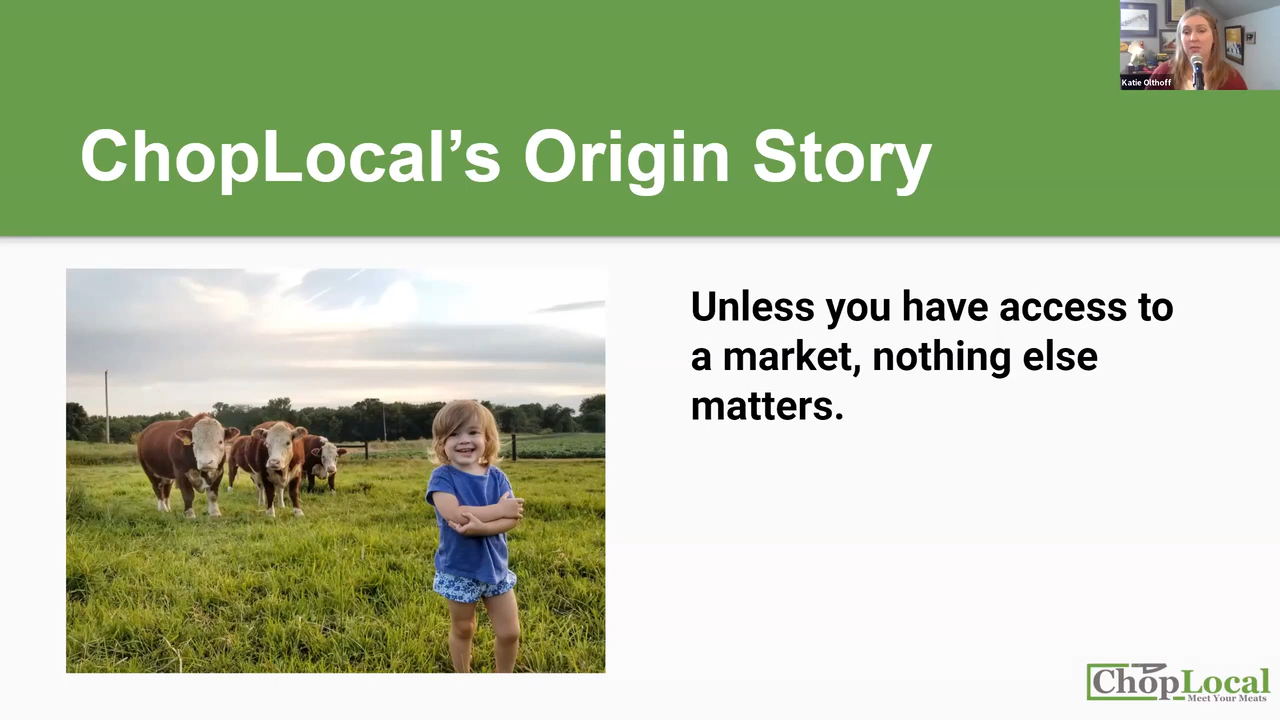 Katie Olthoff
ChopLocal's Origin Story
Unless you have access to
a market, nothing else
matters.
ChopLocal
Meet Your Meats